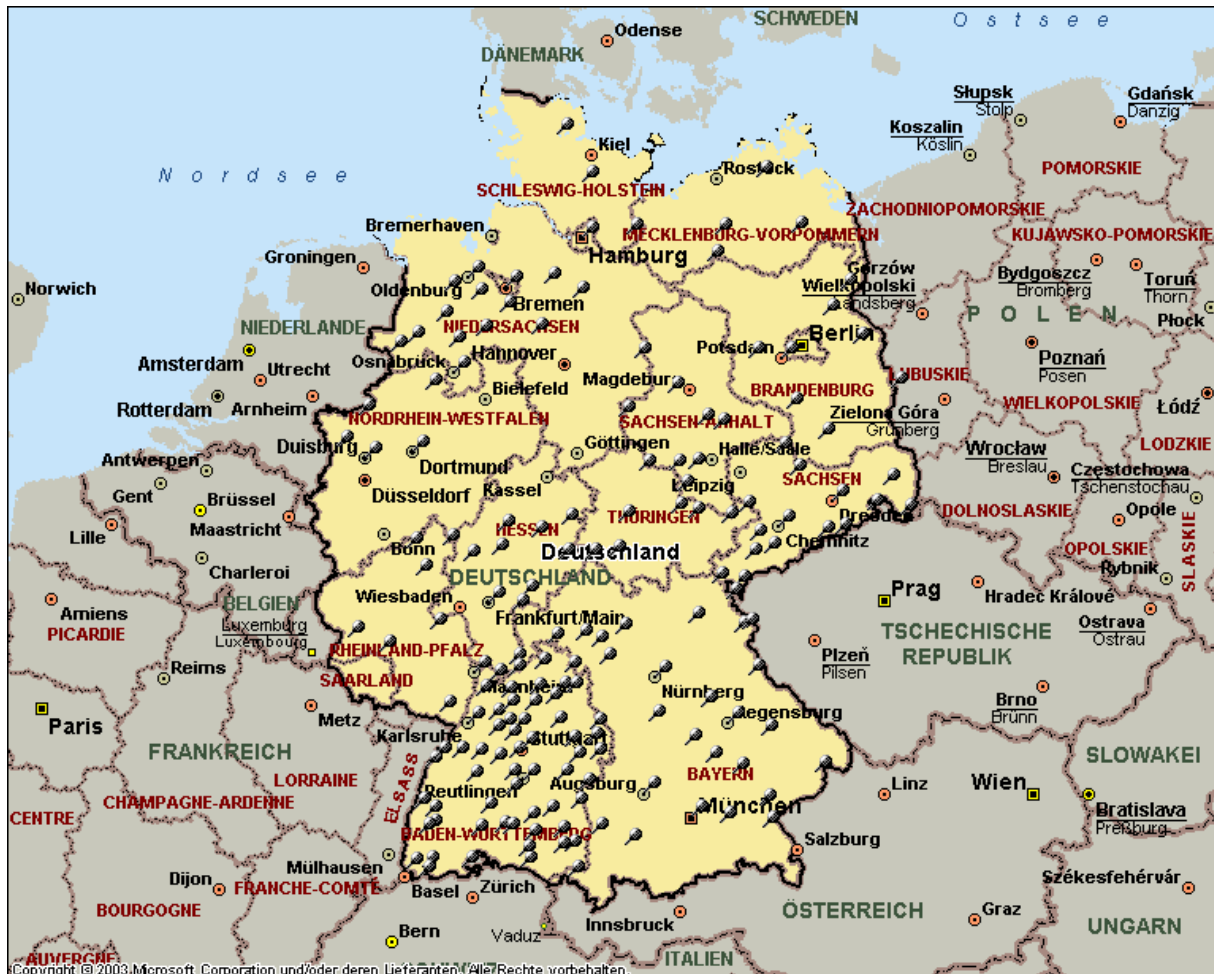 SCHWEDEN
O s t s e e
Odense
DÄNEMARK
Słupsk
Stolp
Gdańsk
Danzig
Koszalin
Köslin
Kiel
POMORSKIE
N o r d s e e
Rostock
SCHLESWIG-HOLSTEIN
ZACHODNIOPOMORSKIE
Bremerhaven
MECKLENBURG-VORPOMMERN
KUJAWSKO-POMORSKIE
Hamburg
Groningen
Gorzów
Wielkopolski
Landsberg
Bydgoszcz
Bromberg
Toruń
Thorn
Norwich
Oldenburg
Bremen
NIEDERLANDE
NIEDERSACHSEN
P O L E N
Płock
Berlin
Amsterdam
Osnabrück
Hannover
Potsdam
Poznań
Posen
Utrecht
Bielefeld
Magdeburg
BRANDENBURG
LUBUSKIE
Rotterdam
Arnheim
WIELKOPOLSKIE
Łódź
NORDRHEIN-WESTFALEN
SACHSEN-ANHALT
Zielona Góra
Grünberg
Duisburg
Göttingen
Halle/Saale
Wrocław
Breslau
LODZKIE
Antwerpen
Dortmund
Częstochowa
Tschenstochau
Gent
Brüssel
Düsseldorf
Kassel
Leipzig
SACHSEN
Maastricht
THÜRINGEN
Dresden
DOLNOSLASKIE
Opole
Lille
Bonn
HESSEN
Deutschland
Chemnitz
OPOLSKIE
SLASKIE
Charleroi
DEUTSCHLAND
Rybnik
Amiens
BELGIEN
Wiesbaden
Prag
Hradec Králové
PICARDIE
Luxemburg
Luxembourg
Frankfurt/Main
TSCHECHISCHE
REPUBLIK
Ostrava
Ostrau
Reims
RHEINLAND-PFALZ
Plzeň
Pilsen
SAARLAND
Mannheim
Nürnberg
Brno
Brünn
Paris
Metz
Regensburg
Karlsruhe
Stuttgart
FRANKREICH
LORRAINE
ELSASS
BAYERN
SLOWAKEI
CHAMPAGNE-ARDENNE
Reutlingen
Augsburg
Linz
Wien
CENTRE
München
Bratislava
Preßburg
BADEN-WÜRTTEMBERG
Salzburg
Mülhausen
Dijon
FRANCHE-COMTÉ
Basel
Zürich
Székesfehérvár
BOURGOGNE
ÖSTERREICH
Innsbruck
Graz
UNGARN
Bern
Vaduz
AUVERGNE
ITALIEN
Copyright © 2003 Microsoft Corporation und/oder deren Lieferanten. Alle Rechte vorbehalten.